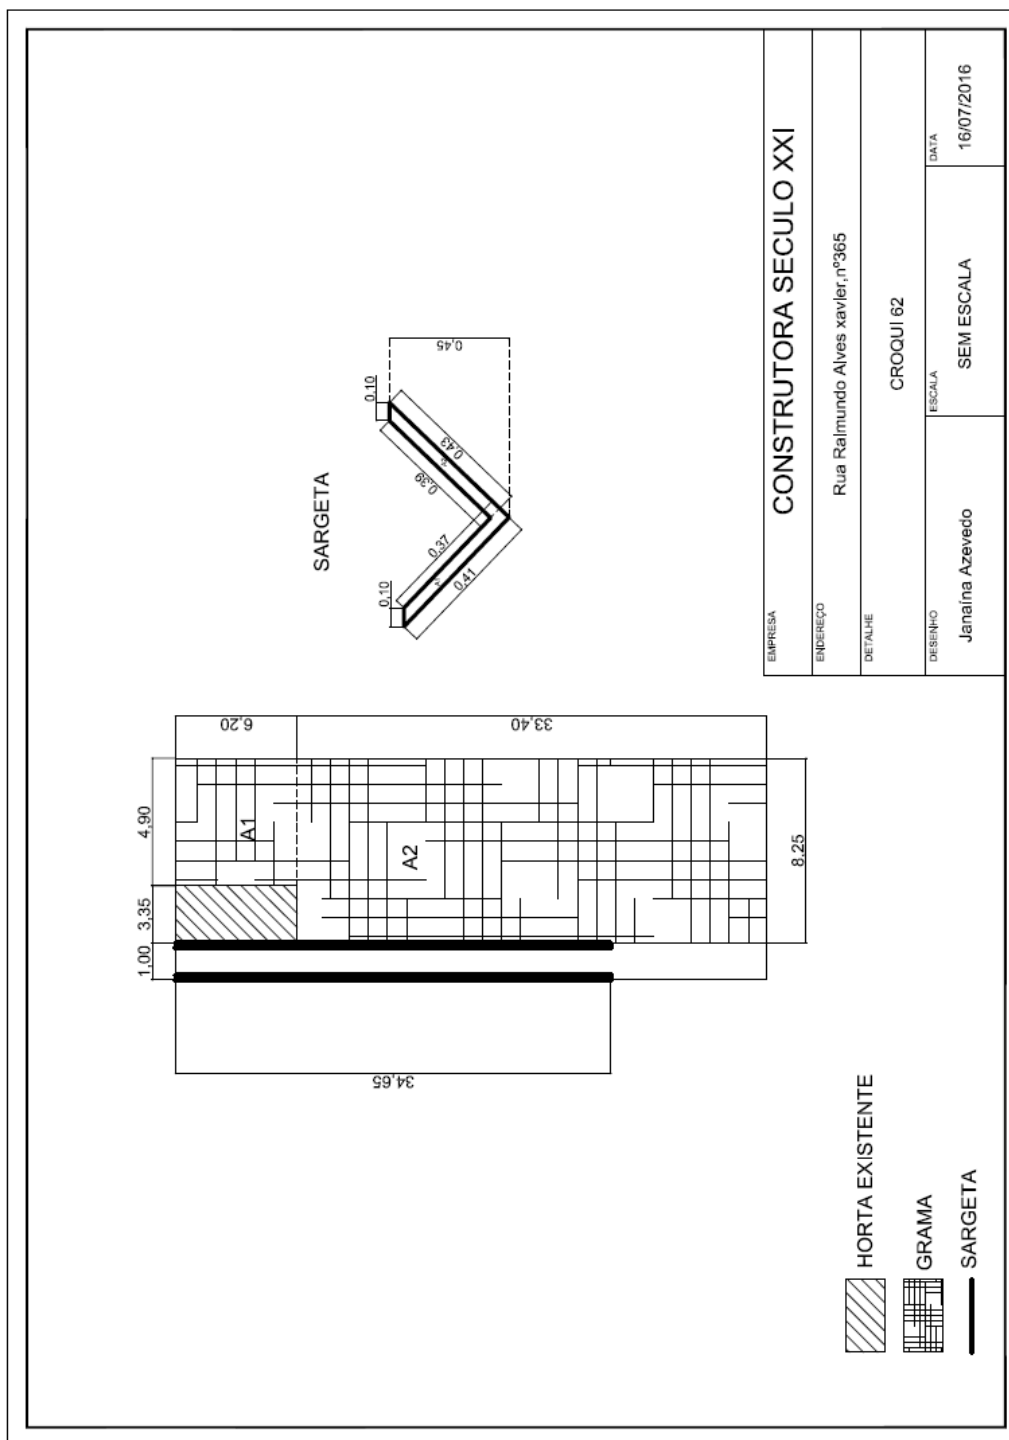 SARGETA
0,10
0,10
0,45
0,39
0,43
0,37
0,41
4,90
3,35
1,00
6,20
33,40
8.25
34,65
A1
A2
HORTA EXISTENTE
GRAMA
SARGETA
EMPRESA
CONSTRUTORA SECULO XXI
ENDEREÇO
Rua Raimundo Alves xavier,nº365
DETALHE
CROQUI 62
DESENHO
Janaína Azevedo
ESCALA
SEM ESCALA
DATA
16/07/2016